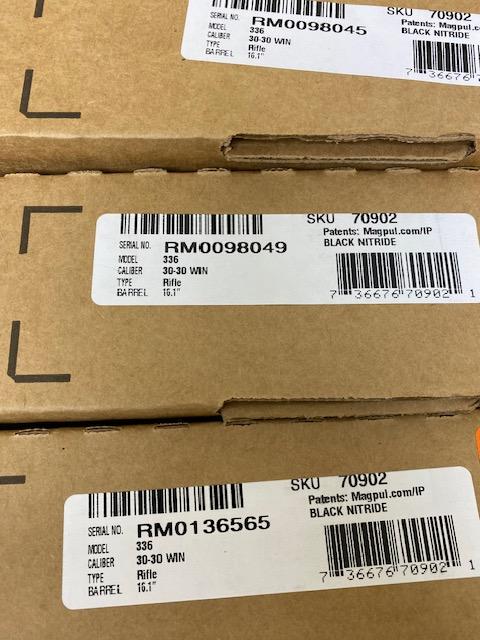 SERIAL NO. RM0098045
MODEL 336
CALIBER 30-30 WIN
TYPE Rifle
BARREL 16.1"
SKU 70902
Patents: Magpul.co
BLACK NITRIDE
7 36676
SERIAL NO. RM0098049
MODEL 336
CALIBER 30-30 WIN
TYPE Rifle
BARREL 16.1"
SKU 70902
Patents: Magpul.com/IP
BLACK NITRIDE
7 36676 70902 1
SERIAL NO. RM0136565
MODEL 336
CALIBER 30-30 WIN
TYPE Rifle
BARREL 16.1"
SKU 70902
Patents: Magpul.com/IP
BLACK NITRIDE
7 36676 70902 1